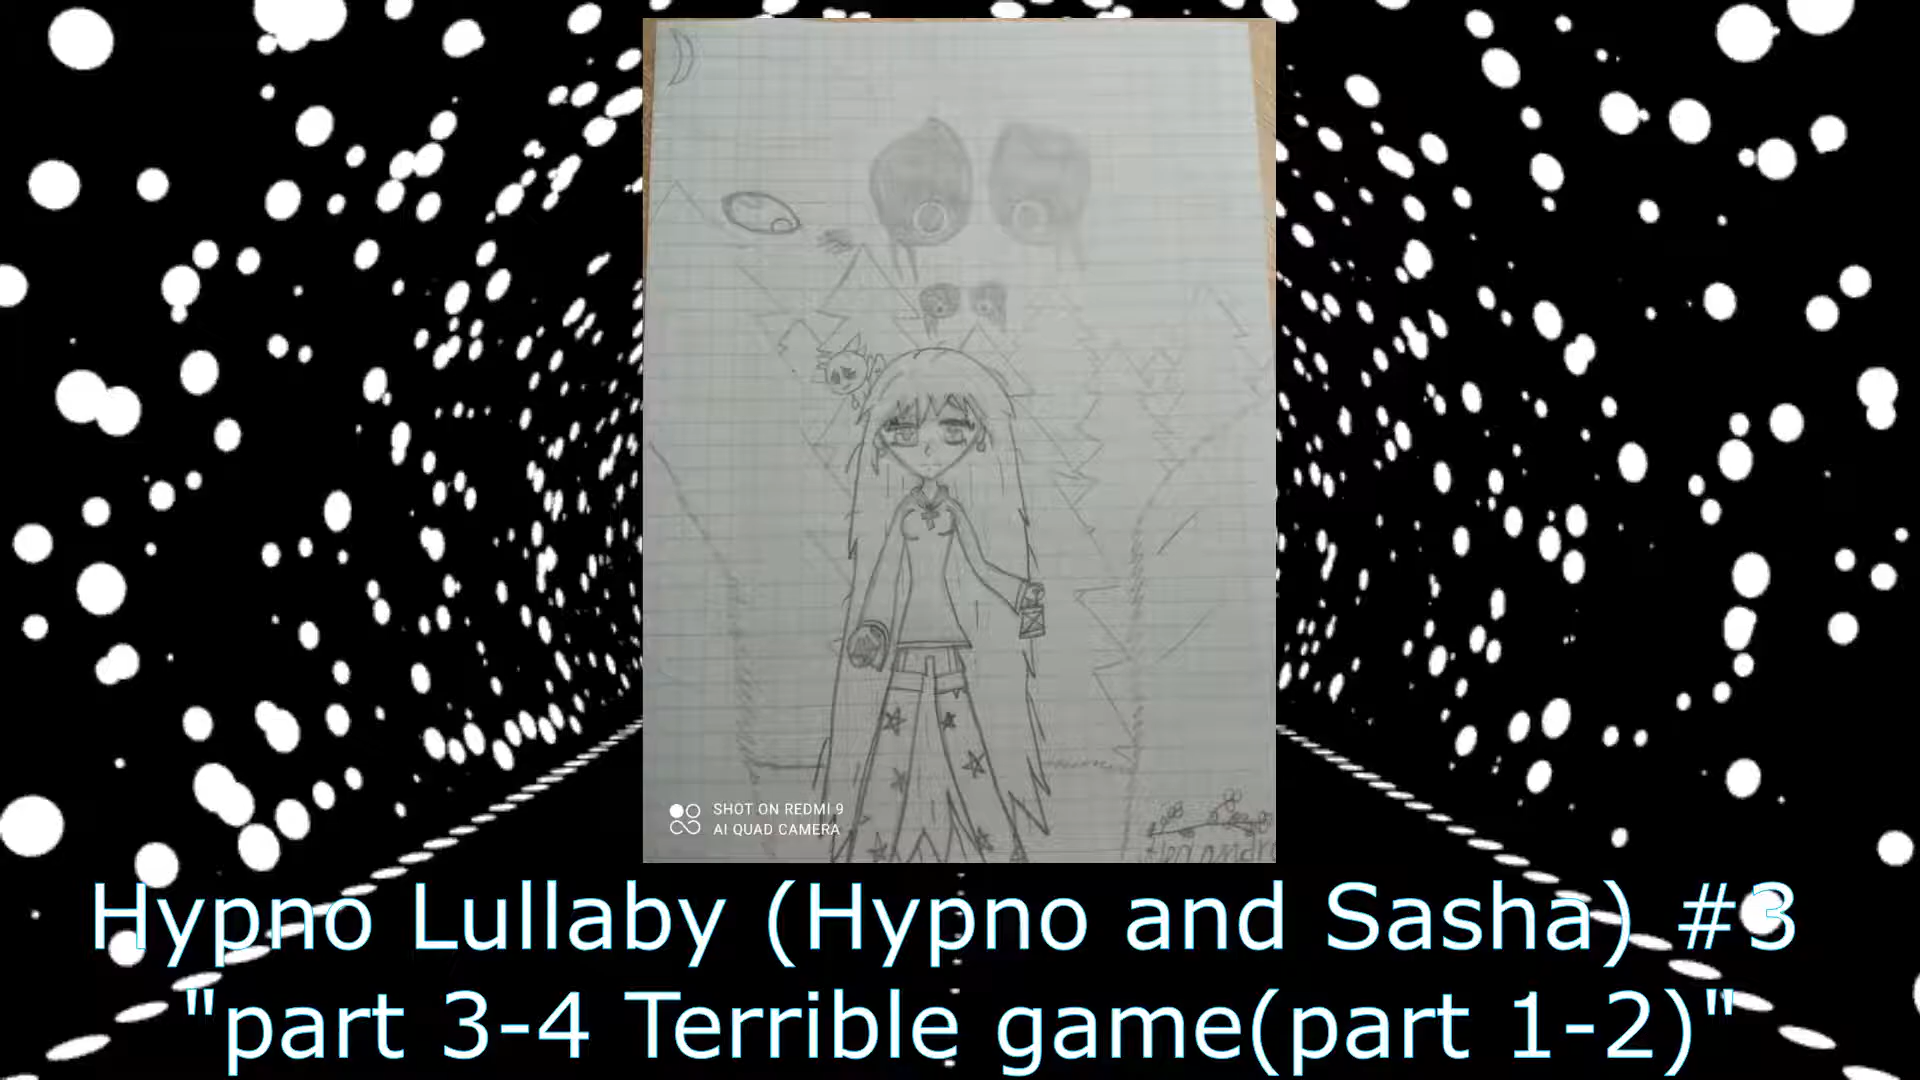 SHOT ON REDMI 9
AI QUAD CAMERA
Hypno Lullaby (Hypno and Sasha) #3
"part 3-4 Terrible game(part 1-2)"